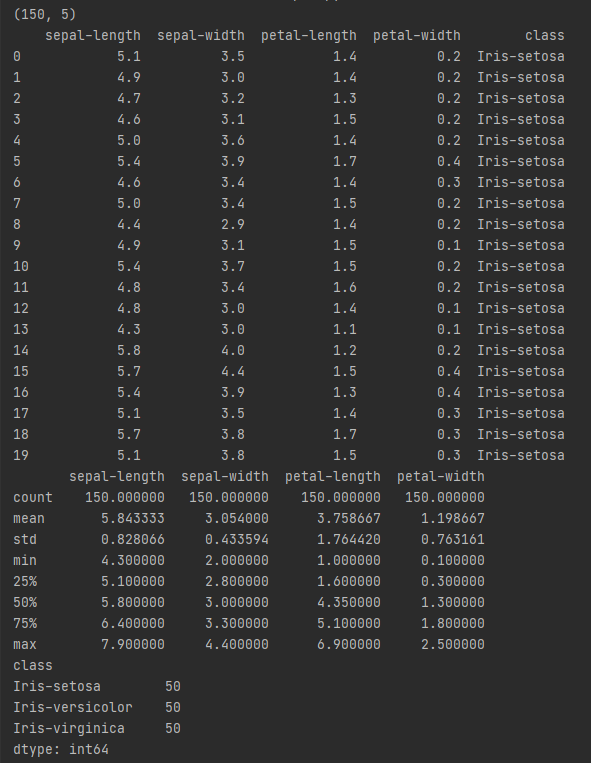 (150, 5)
    sepal-length  sepal-width  petal-length  petal-width        class
0            5.1          3.5           1.4          0.2  Iris-setosa
1            4.9          3.0           1.4          0.2  Iris-setosa
2            4.7          3.2           1.3          0.2  Iris-setosa
3            4.6          3.1           1.5          0.2  Iris-setosa
4            5.0          3.6           1.4          0.2  Iris-setosa
5            5.4          3.9           1.7          0.4  Iris-setosa
6            4.6          3.4           1.4          0.3  Iris-setosa
7            5.0          3.4           1.5          0.2  Iris-setosa
8            4.4          2.9           1.4          0.2  Iris-setosa
9            4.9          3.1           1.5          0.1  Iris-setosa
10           5.4          3.7           1.5          0.2  Iris-setosa
11           4.8          3.4           1.6          0.2  Iris-setosa
12           4.8          3.0           1.4          0.1  Iris-setosa
13           4.3          3.0           1.1          0.1  Iris-setosa
14           5.8          4.0           1.2          0.2  Iris-setosa
15           5.7          4.4           1.5          0.4  Iris-setosa
16           5.4          3.9           1.3          0.4  Iris-setosa
17           5.1          3.5           1.4          0.3  Iris-setosa
18           5.7          3.8           1.7          0.3  Iris-setosa
19           5.1          3.8           1.5          0.3  Iris-setosa
       sepal-length  sepal-width  petal-length  petal-width
count    150.000000   150.000000    150.000000   150.000000
mean       5.843333     3.054000      3.758667     1.198667
std        0.828066     0.433594      1.764420     0.763161
min        4.300000     2.000000      1.000000     0.100000
25%        5.100000     2.800000      1.600000     0.300000
50%        5.800000     3.000000      4.350000     1.300000
75%        6.400000     3.300000      5.100000     1.800000
max        7.900000     4.400000      6.900000     2.500000
class
Iris-setosa        50
Iris-versicolor    50
Iris-virginica     50
dtype: int64